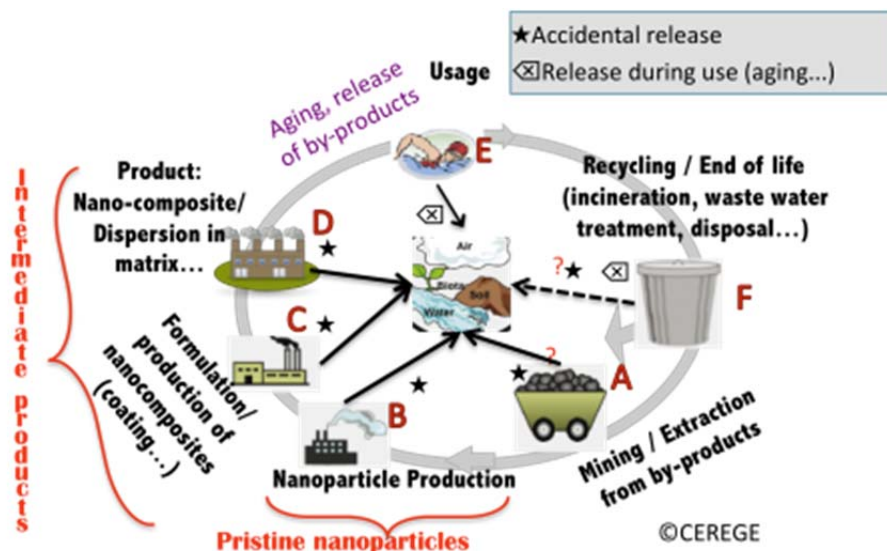 ★Accidental release
⌫Release during use (aging...)
Usage
Aging, release
of by-products
E
Recycling / End of life
(incineration, waste water
treatment, disposal...)
Product:
Nano-composite/
Dispersion in
matrix...
D
★
⌫
Air
Biota
Soil
Water
?★
⌫
F
Intermediate products
C
★
Formulation/
production of
nanocomposites
(coating...)
B
★
★
?
A
Mining / Extraction
from by-products
Nanoparticle Production
Pristine nanoparticles
©CEREGE